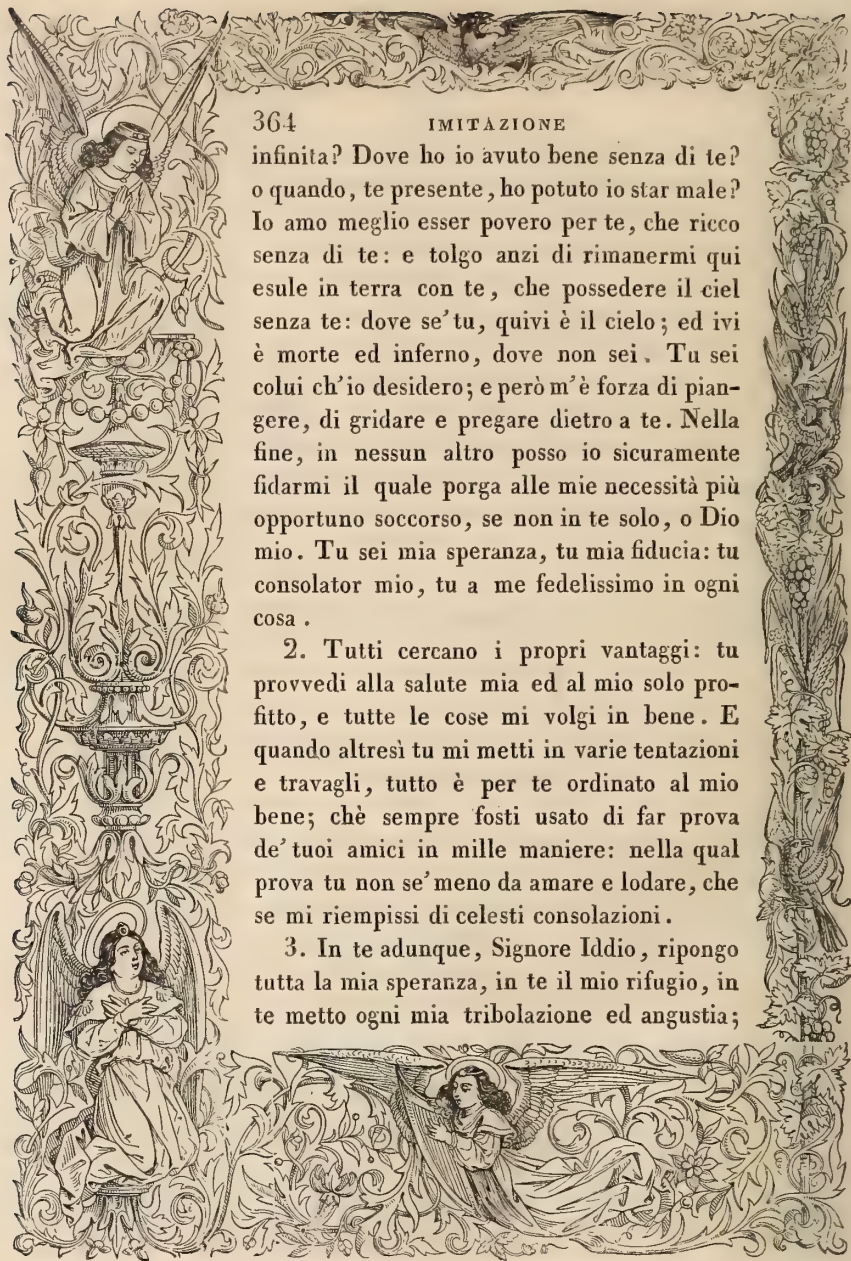 364 IMITAZIONE
infinita? Dove ho io avuto bene senza di te?
o quando, te presente, ho potuto io star male?
Io amo meglio esser povero per te, che ricco
senza di te: e tolgo anzi di rimanermi qui
esule in terra con te, che possedere il ciel
senza te: dove se' tu, quivi è il cielo; ed ivi
è morte ed inferno, dove non sei. Tu sei
colui ch'io desidero; e però m'è forza di pian-
gere, di gridare e pregare dietro a te. Nella
fine, in nessun altro posso io sicuramente
fidarmi il quale porga alle mie necessità più
opportuno soccorso, se non in te solo, o Dio
mio. Tu sei mia speranza, tu mia fiducia: tu
consolator mio, tu a me fedelissimo in ogni
cosa.
2. Tutti cercano i propri vantaggi: tu
provvedi alla salute mia ed al mio solo pro-
fitto, e tutte le cose mi volgi in bene. E
quando altresì tu mi metti in varie tentazioni
e travagli, tutto è per te ordinato al mio
bene; chè sempre fosti usato di far prova
de' tuoi amici in mille maniere: nella qual
prova tu non se' meno da amare e lodare, che
se mi riempissi di celesti consolazioni.
3. In te adunque, Signore Iddio, ripongo
tutta la mia speranza, in te il mio rifugio, in
te metto ogni mia tribolazione ed angustia;